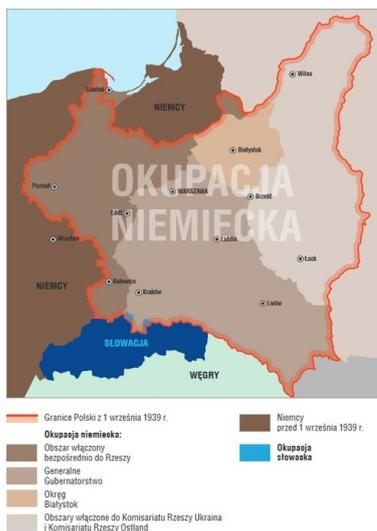 Wilno
Gdańsk
NIEMCY
Białystok
OKUPACJA
NIEMIECKA
Poznań
WARSZAWA
Brześć
Łódź
Wrocław
Lublin
NIEMCY
Łuck
Katowice
Kraków
Lwów
SŁOWACJA
WĘGRY
Granice Polski z 1 września 1939 r.
Okupacja niemiecka:
Obszar włączony
bezpośrednio do Rzeszy
Generalne
Gubernatorstwo
Okręg
Białystok
Obszary włączone do Komisariatu Rzeszy Ukraina
i Komisariatu Rzeszy Ostland
Niemcy
przed 1 września 1939 r.
Okupacja
słowacka